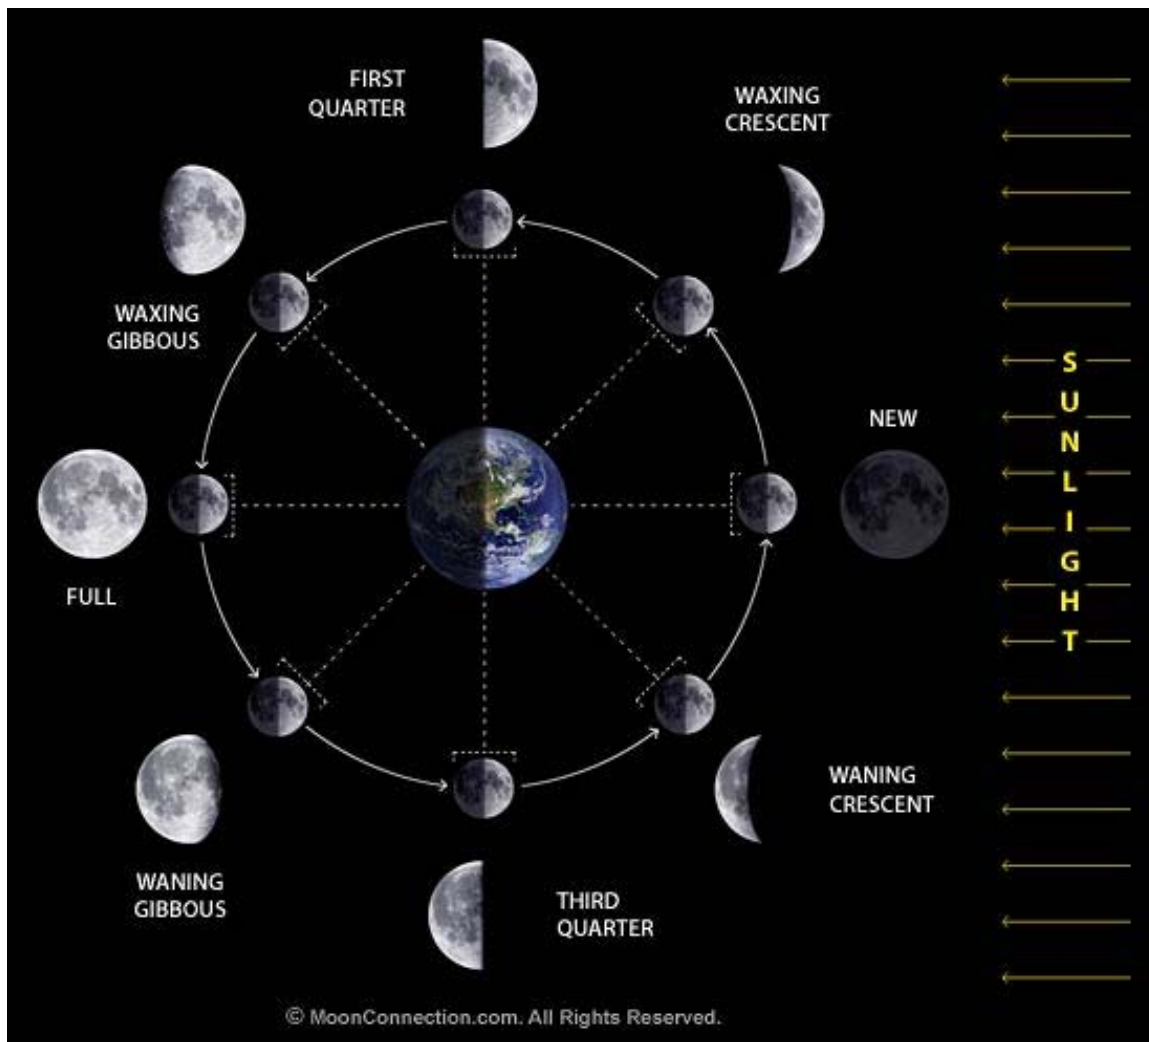 FIRST
QUARTER
WAXING
CRESCENT
WAXING
GIBBOUS
NEW
SUNLIGHT
FULL
WANING
CRESCENT
WANING
GIBBOUS
THIRD
QUARTER
© MoonConnection.com. All Rights Reserved.